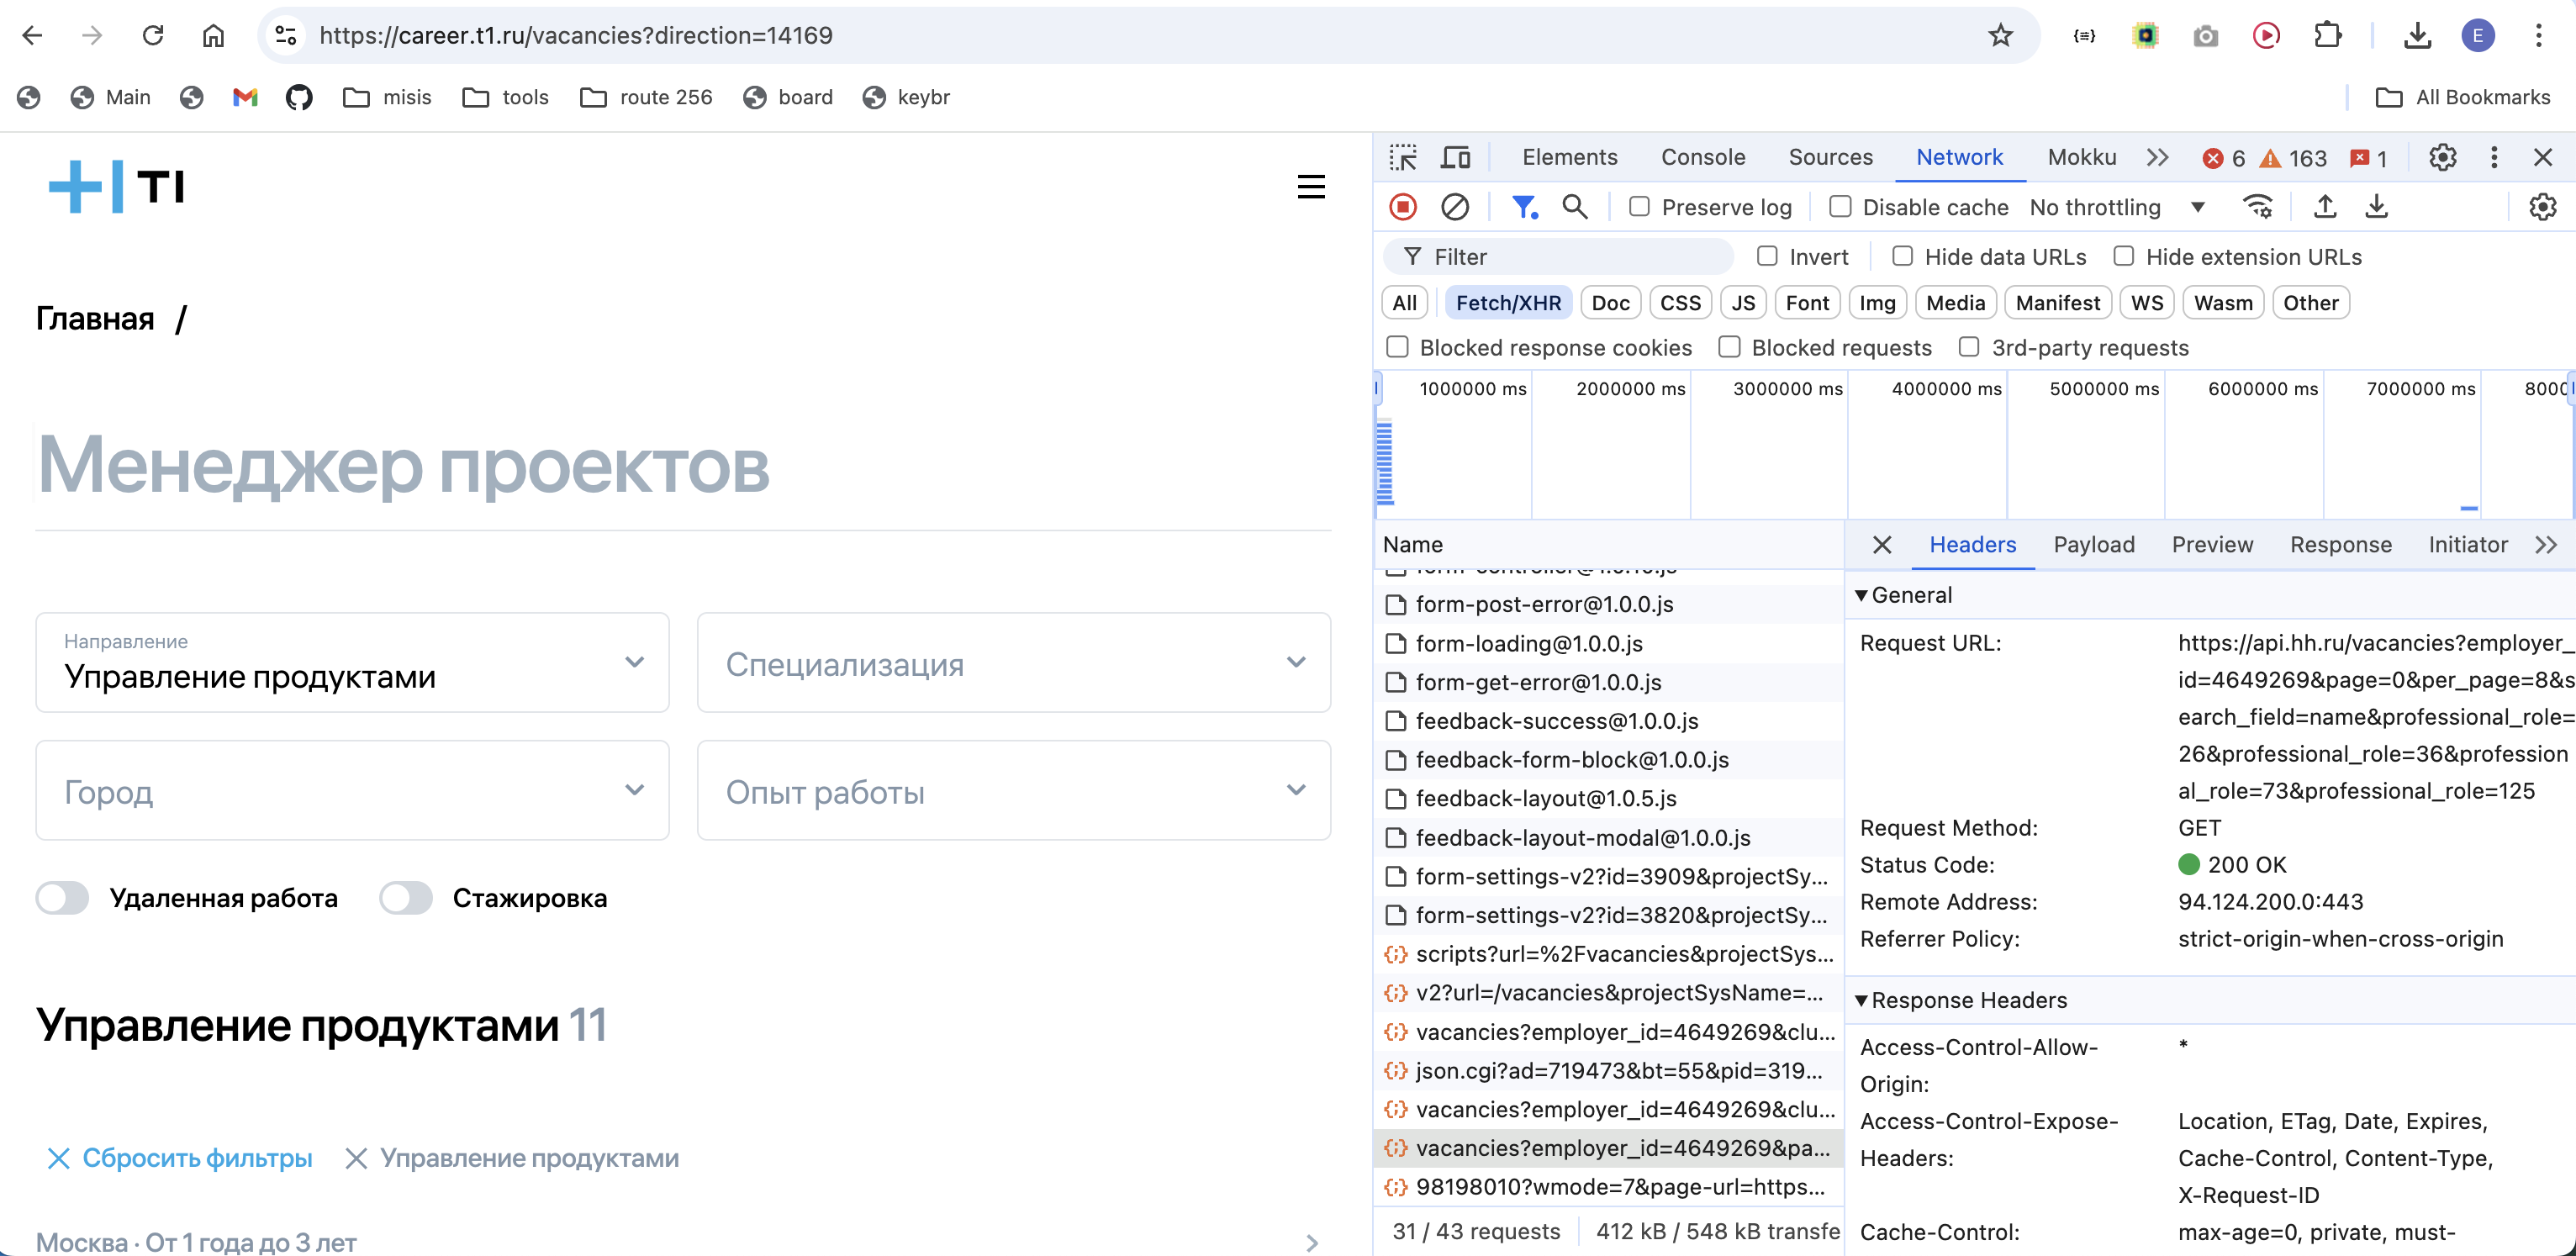 https://career.t1.ru/vacancies?direction=14169
E
Main
misis
tools
route 256
board
keybr
All Bookmarks
T1
Главная /
Менеджер проектов
Направление
Управление продуктами
Специализация
Город
Опыт работы
Удаленная работа
Стажировка
Управление продуктами 11
Сбросить фильтры
Управление продуктами
Москва · От 1 года до 3 лет
Elements Console Sources Network Mokku 6 163 1
Preserve log Disable cache No throttling
Filter Invert Hide data URLs Hide extension URLs
All Fetch/XHR Doc CSS JS Font Img Media Manifest WS Wasm Other
Blocked response cookies Blocked requests 3rd-party requests
1000000 ms 2000000 ms 3000000 ms 4000000 ms 5000000 ms 6000000 ms 7000000 ms 8000
Name
form-post-error@1.0.0.js
form-loading@1.0.0.js
form-get-error@1.0.0.js
feedback-success@1.0.0.js
feedback-form-block@1.0.0.js
feedback-layout@1.0.5.js
feedback-layout-modal@1.0.0.js
form-settings-v2?id=3909&projectSy...
form-settings-v2?id=3820&projectSy...
scripts?url=%2Fvacancies&projectSys...
v2?url=/vacancies&projectSysName=...
vacancies?employer_id=4649269&clu...
json.cgi?ad=719473&bt=55&pid=319...
vacancies?employer_id=4649269&clu...
vacancies?employer_id=4649269&pa...
98198010?wmode=7&page-url=https...
31 / 43 requests 412 kB / 548 kB transfe
Headers Payload Preview Response Initiator
General
Request URL:
https://api.hh.ru/vacancies?employer_
id=4649269&page=0&per_page=8&s
earch_field=name&professional_role=
26&professional_role=36&profession
al_role=73&professional_role=125
Request Method: GET
Status Code: 200 OK
Remote Address: 94.124.200.0:443
Referrer Policy: strict-origin-when-cross-origin
Response Headers
Access-Control-Allow- *
Origin:
Access-Control-Expose- Location, ETag, Date, Expires,
Headers: Cache-Control, Content-Type,
X-Request-ID
Cache-Control: max-age=0, private, must-